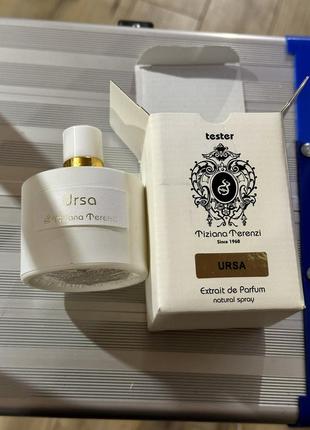 Ursa
Tiziana Terenzi
tester
Tiziana Terenzi
Since 1968
URSA
Extrait de Parfum
natural spray